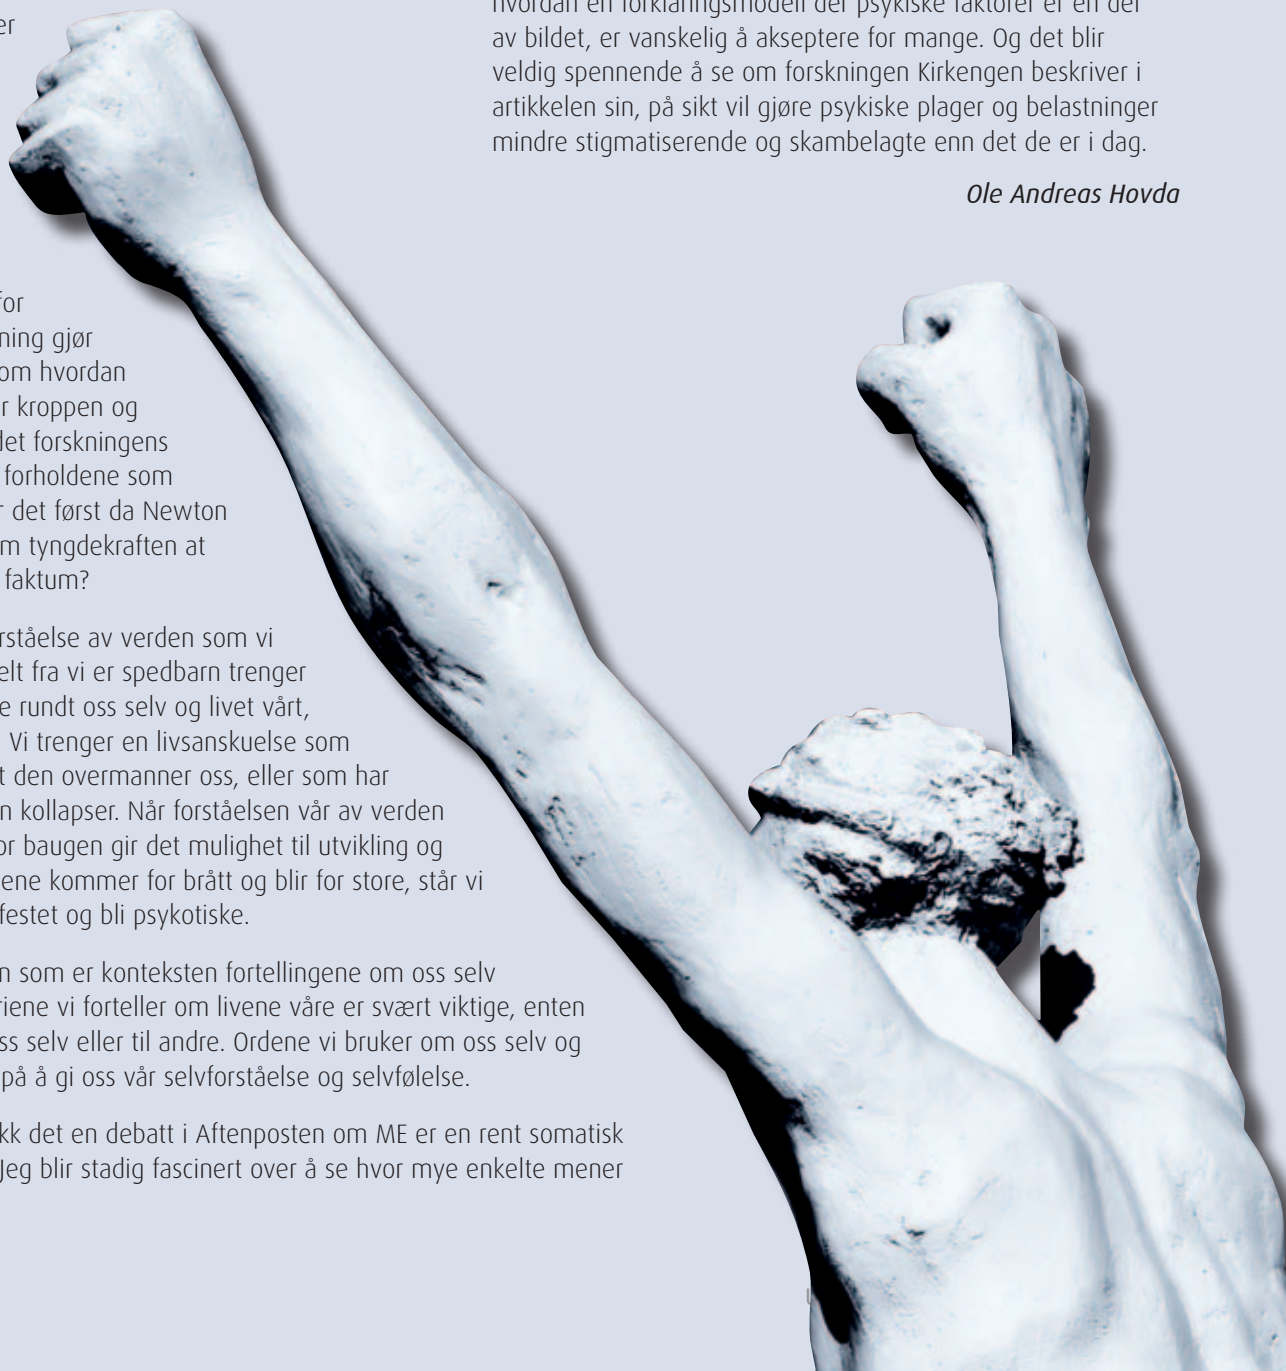 er
for
ning gjør
om hvordan
r kroppen og
det forskningens
forholdene som
r det først da Newton
m tyngdekraften at
faktum?
rståelse av verden som vi
elt fra vi er spedbarn trenger
e rundt oss selv og livet vårt,
Vi trenger en livsanskuelse som
t den overmanner oss, eller som har
n kollapser. Når forståelsen vår av verden
or baugen gir det mulighet til utvikling og
ene kommer for brått og blir for store, står vi
festet og bli psykotiske.
n som er konteksten fortellingene om oss selv
riene vi forteller om livene våre er svært viktige, enten
ss selv eller til andre. Ordene vi bruker om oss selv og
på å gi oss vår selvforståelse og selvfølelse.
kk det en debatt i Aftenposten om ME er en rent somatisk
Jeg blir stadig fascinert over å se hvor mye enkelte mener
hvordan en forklaringsmodell der psykiske faktorer er en del
av bildet, er vanskelig å akseptere for mange. Og det blir
veldig spennende å se om forskningen Kirkengen beskriver i
artikkelen sin, på sikt vil gjøre psykiske plager og belastninger
mindre stigmatiserende og skambelagte enn det de er i dag.
Ole Andreas Hovda